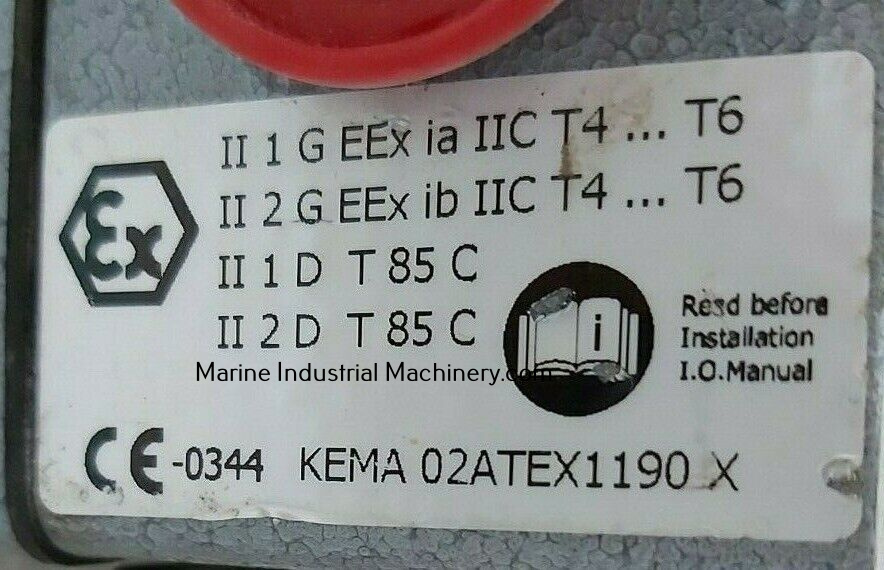 Ex
II 1 G EEx ia IIC T4 ... T6
II 2 G EEx ib IIC T4 ... T6
II 1 D T 85 C
II 2 D T 85 C
i
Read before
Installation
I.O.Manual
Marine Industrial Machinery.com
CE-0344 KEMA 02ATEX1190 X